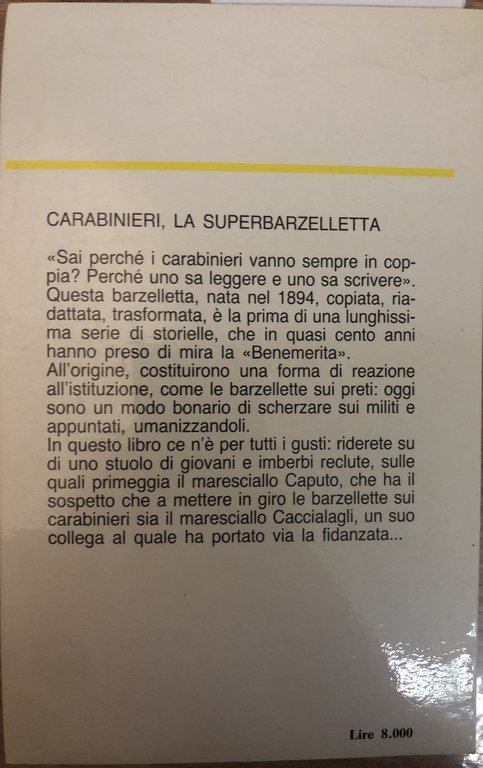 CARABINIERI, LA SUPERBARZELLETTA
«Sai perché i carabinieri vanno sempre in cop-
pia? Perché uno sa leggere e uno sa scrivere».
Questa barzelletta, nata nel 1894, copiata, ria-
dattata, trasformata, è la prima di una lunghissi-
ma serie di storielle, che in quasi cento anni
hanno preso di mira la «Benemerita».
All'origine, costituirono una forma di reazione
all'istituzione, come le barzellette sui preti: oggi
sono un modo bonario di scherzare sui militi e
appuntati, umanizzandoli.
In questo libro ce n'è per tutti i gusti: riderete su
di uno stuolo di giovani e imberbi reclute, sulle
quali primeggia il maresciallo Caputo, che ha il
sospetto che a mettere in giro le barzellette sui
carabinieri sia il maresciallo Caccialagli, un suo
collega al quale ha portato via la fidanzata...
Lire 8.000